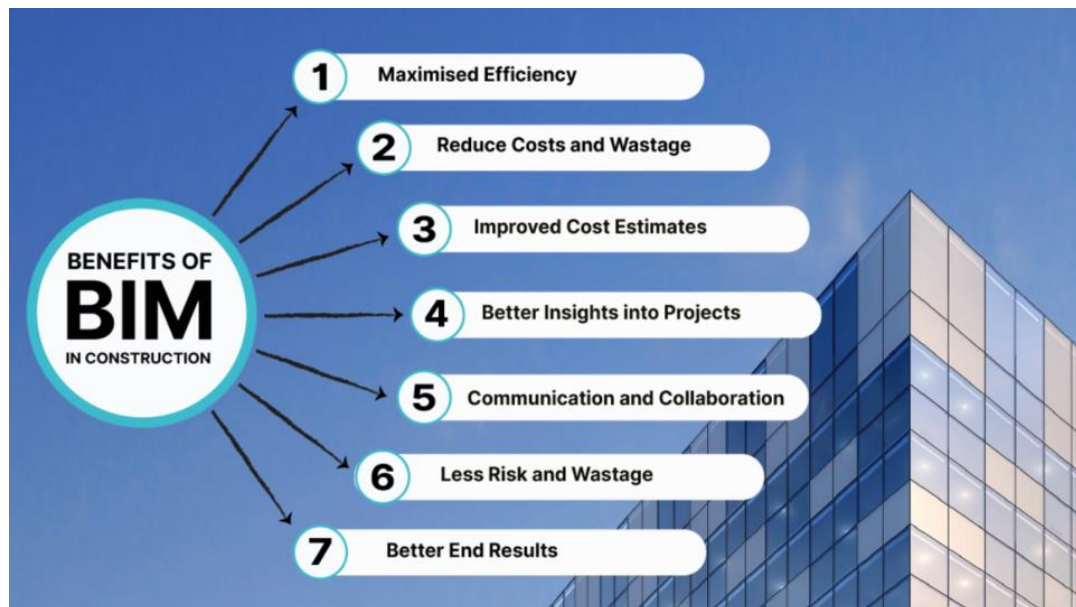 BENEFITS OF
BIM
IN CONSTRUCTION
1 Maximised Efficiency
2 Reduce Costs and Wastage
3 Improved Cost Estimates
4 Better Insights into Projects
5 Communication and Collaboration
6 Less Risk and Wastage
7 Better End Results